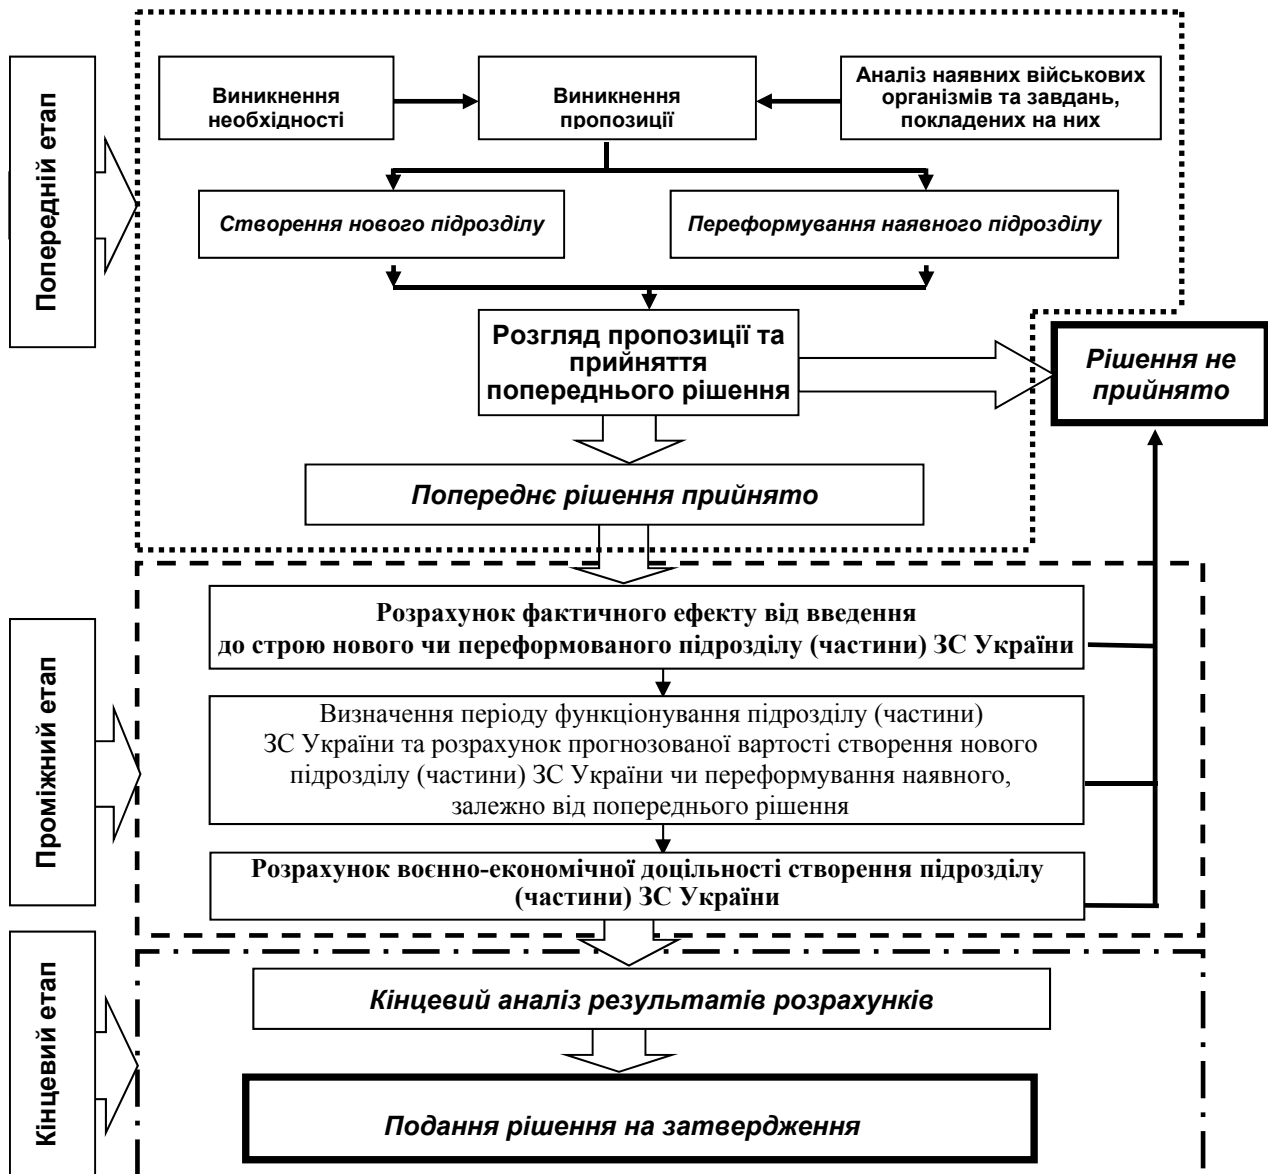 Попередній етап
Виникнення
необхідності
Виникнення
пропозиції
Аналіз наявних військових
організмів та завдань,
покладених на них
Створення нового підрозділу
Переформування наявного підрозділу
Розгляд пропозиції та
прийняття
попереднього рішення
Рішення не
прийнято
Попереднє рішення прийнято
Проміжний етап
Розрахунок фактичного ефекту від введення
до строю нового чи переформованого підрозділу (частини) ЗС України
Визначення періоду функціонування підрозділу (частини)
ЗС України та розрахунок прогнозованої вартості створення нового
підрозділу (частини) ЗС України чи переформування наявного,
залежно від попереднього рішення
Розрахунок воєнно-економічної доцільності створення підрозділу
(частини) ЗС України
Кінцевий етап
Кінцевий аналіз результатів розрахунків
Подання рішення на затвердження